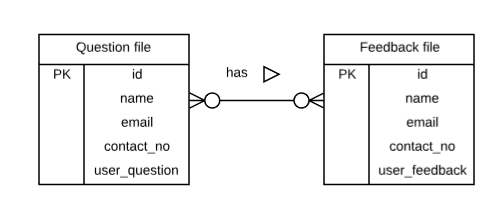 Question file
PK id
name
email
contact_no
user_question
has
Feedback file
PK id
name
email
contact_no
user_feedback